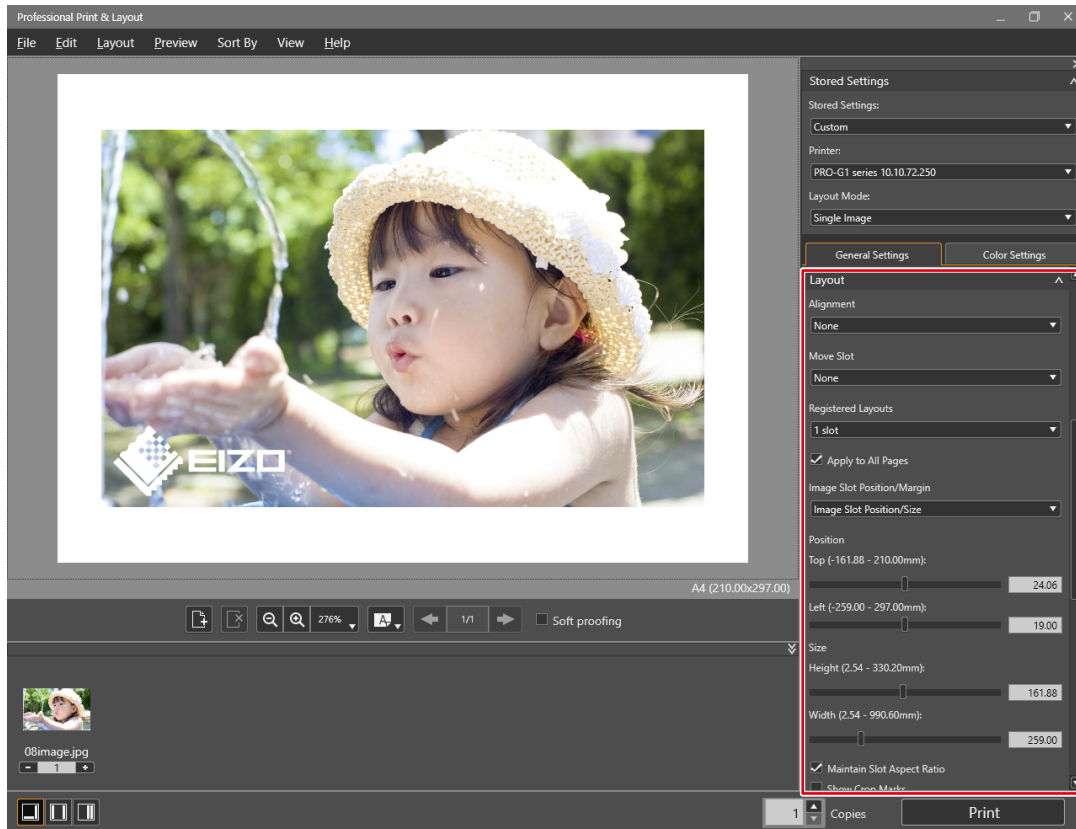 Professional Print & Layout
File Edit Layout Preview Sort By View Help
EIZO
A4 (210.00x297.00)
276% A 1/1 Soft proofing
08image.jpg
- 1 +
Stored Settings
Stored Settings:
Custom
Printer:
PRO-G1 series 10.10.72.250
Layout Mode:
Single Image
General Settings Color Settings
Layout
Alignment
None
Move Slot
None
Registered Layouts
1 slot
Apply to All Pages
Image Slot Position/Margin
Image Slot Position/Size
Position
Top (-161.88 - 210.00mm):
24.06
Left (-259.00 - 297.00mm):
19.00
Size
Height (2.54 - 330.20mm):
161.88
Width (2.54 - 990.60mm):
259.00
Maintain Slot Aspect Ratio
Show Crop Marks
1 Copies Print